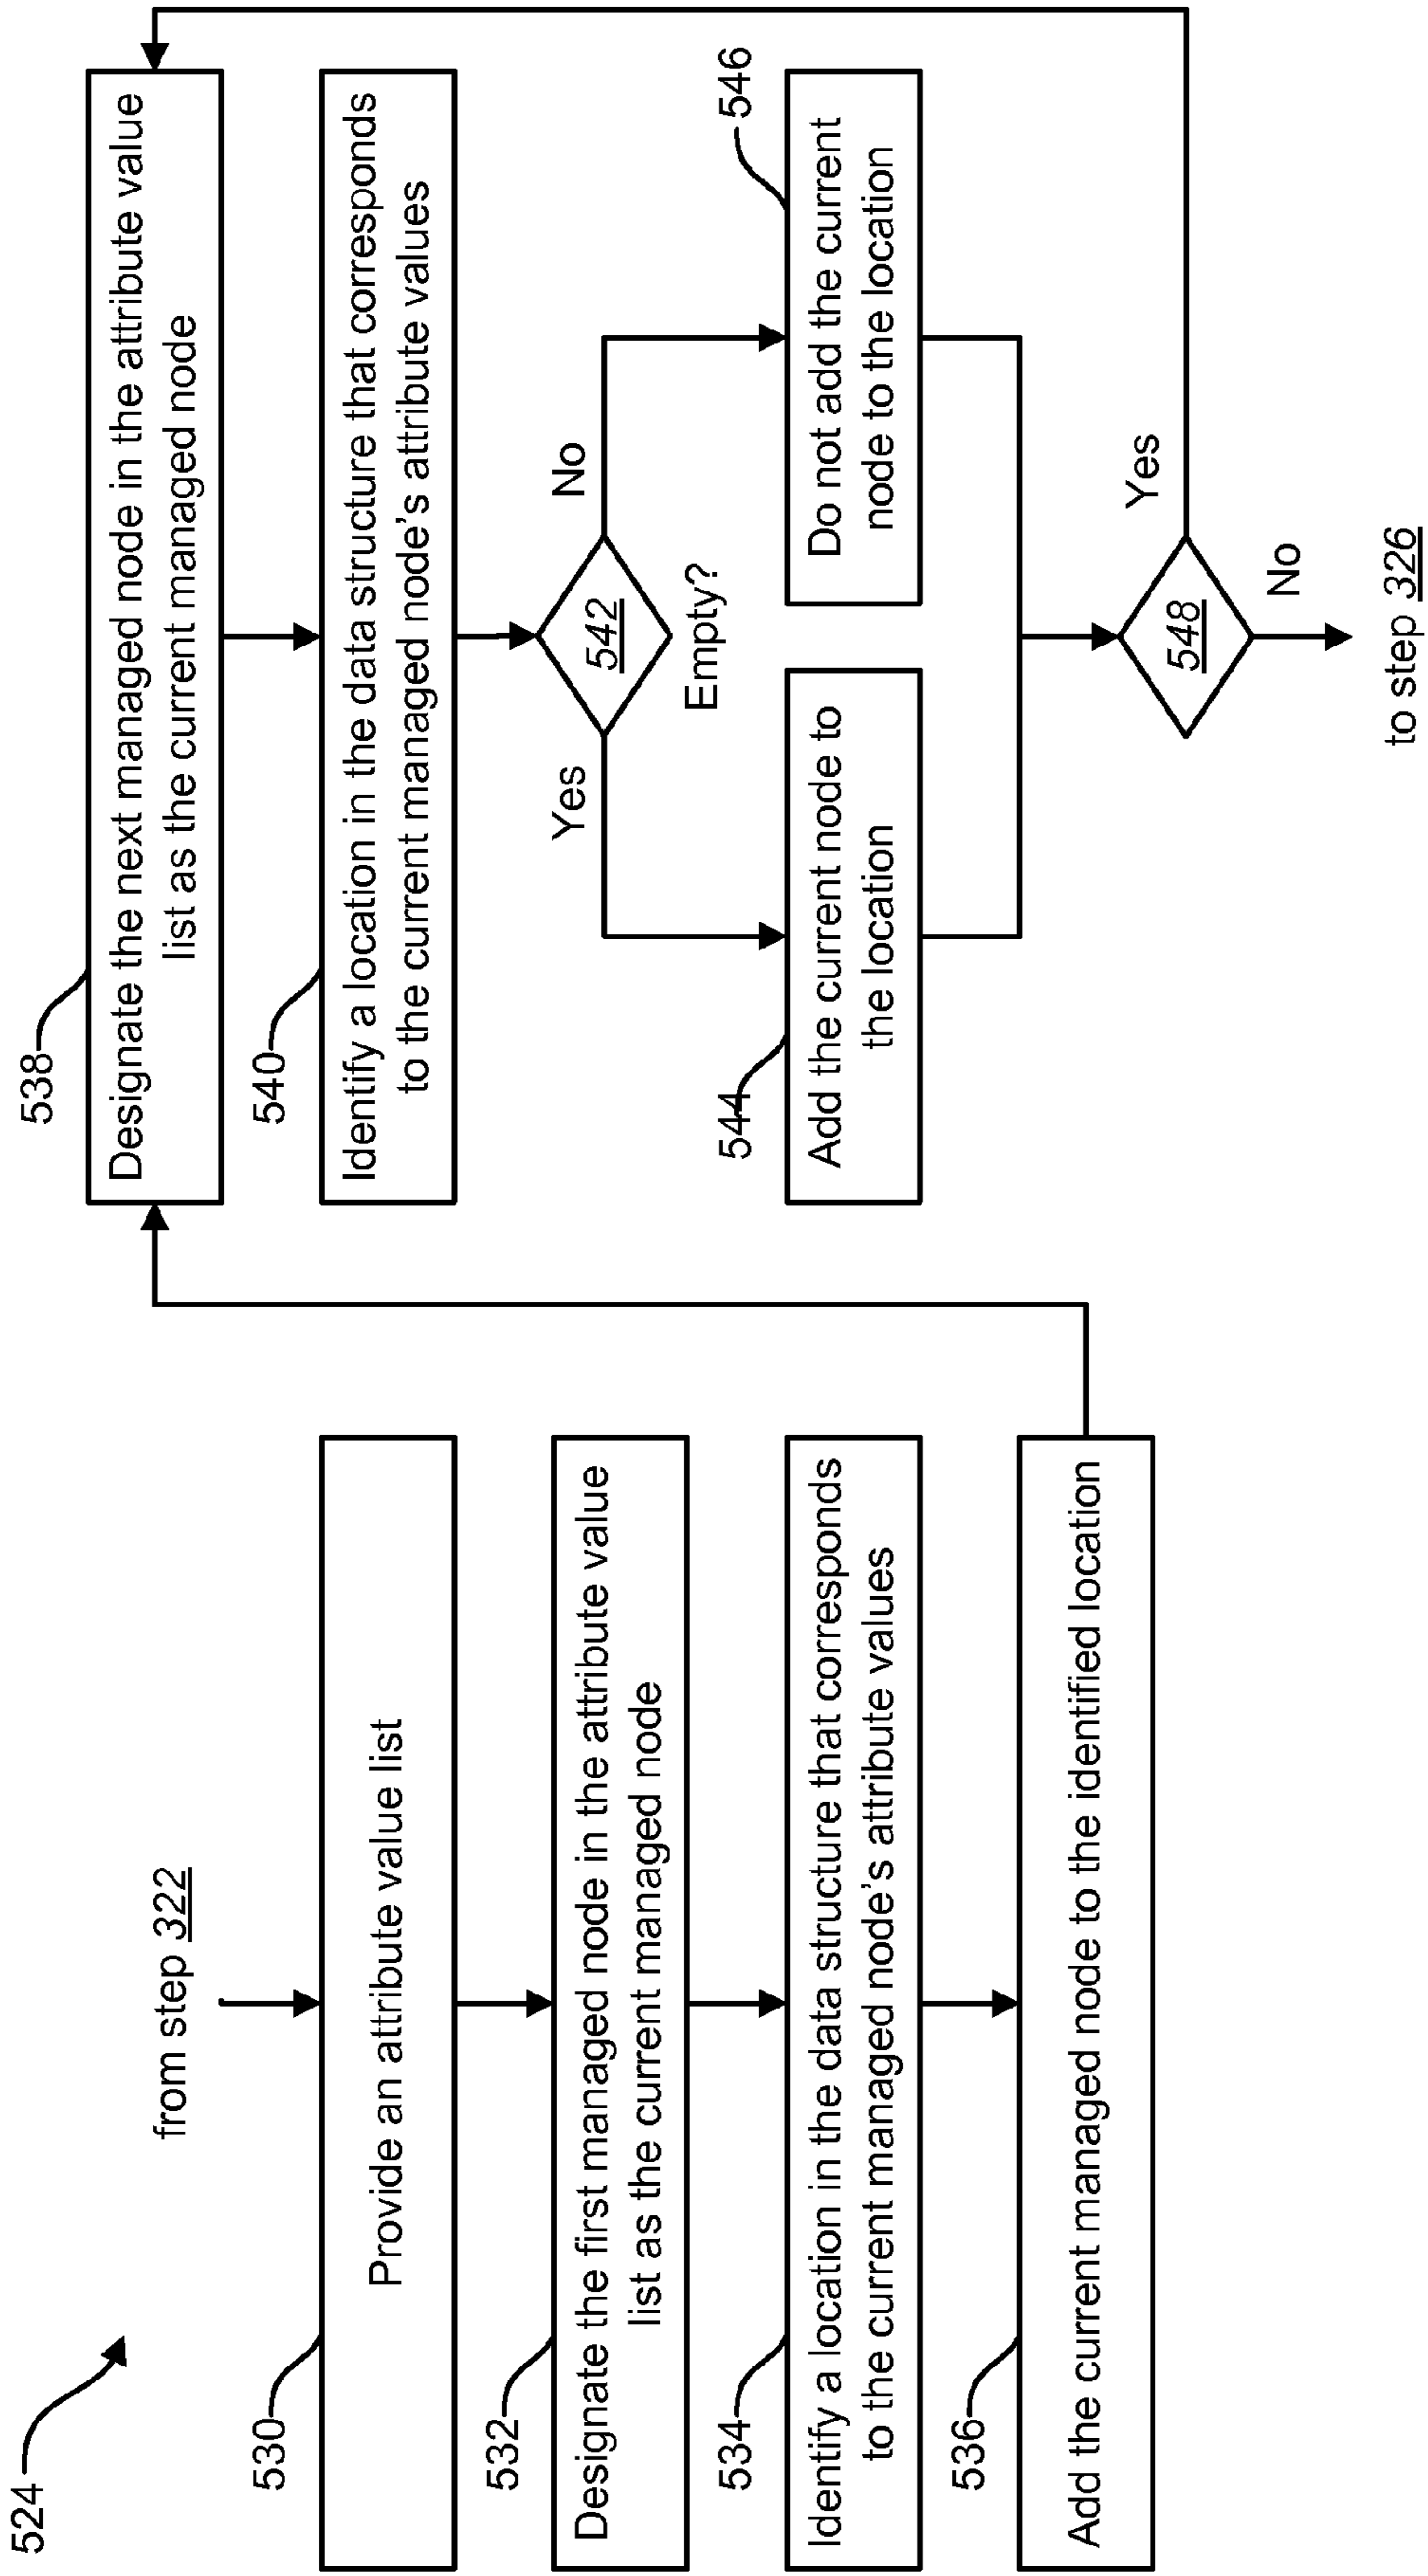 524
from step 322
530
Provide an attribute value list
532
Designate the first managed node in the attribute value
list as the current managed node
534
Identify a location in the data structure that corresponds
to the current managed node's attribute values
536
Add the current managed node to the identified location
538
Designate the next managed node in the attribute value
list as the current managed node
540
Identify a location in the data structure that corresponds
to the current managed node's attribute values
Yes
542
No
Empty?
544
Add the current node to
the location
546
Do not add the current
node to the location
548
Yes
No
to step 326